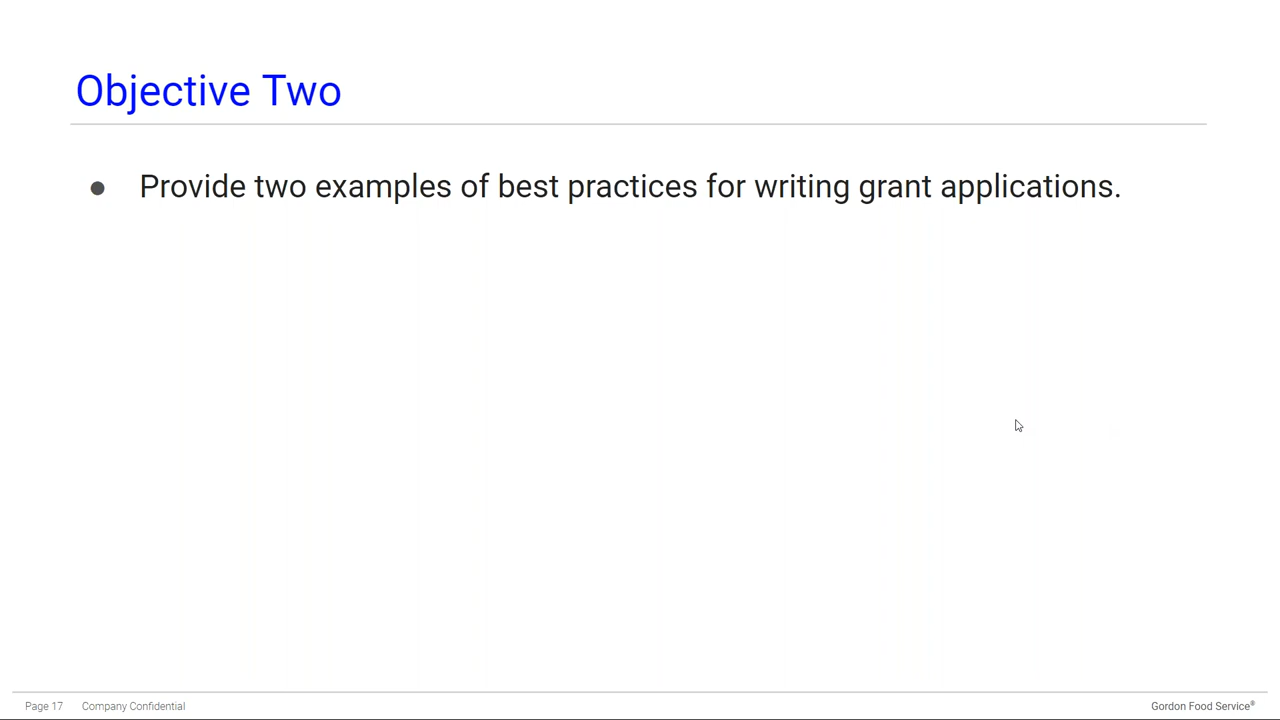 Objective Two
● Provide two examples of best practices for writing grant applications.
Page 17 Company Confidential Gordon Food Service®